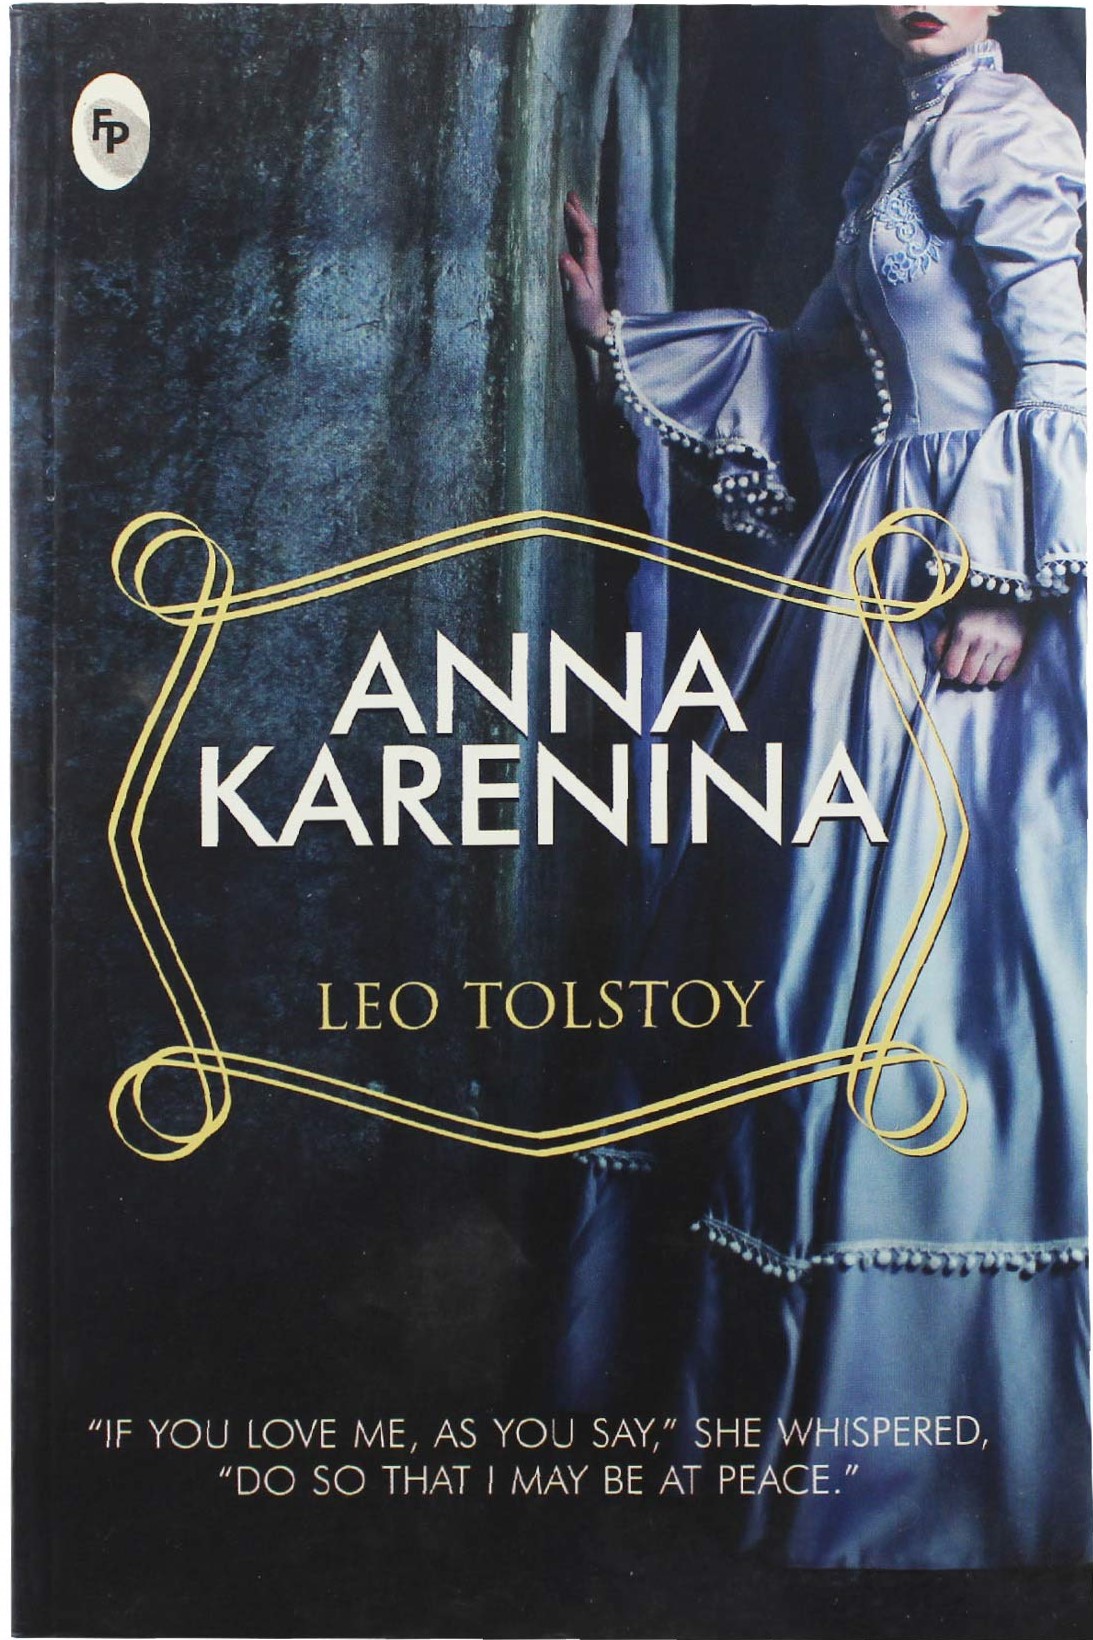 FP
ANNA
KARENINA
LEO TOLSTOY
“IF YOU LOVE ME, AS YOU SAY,” SHE WHISPERED,
“DO SO THAT I MAY BE AT PEACE.”